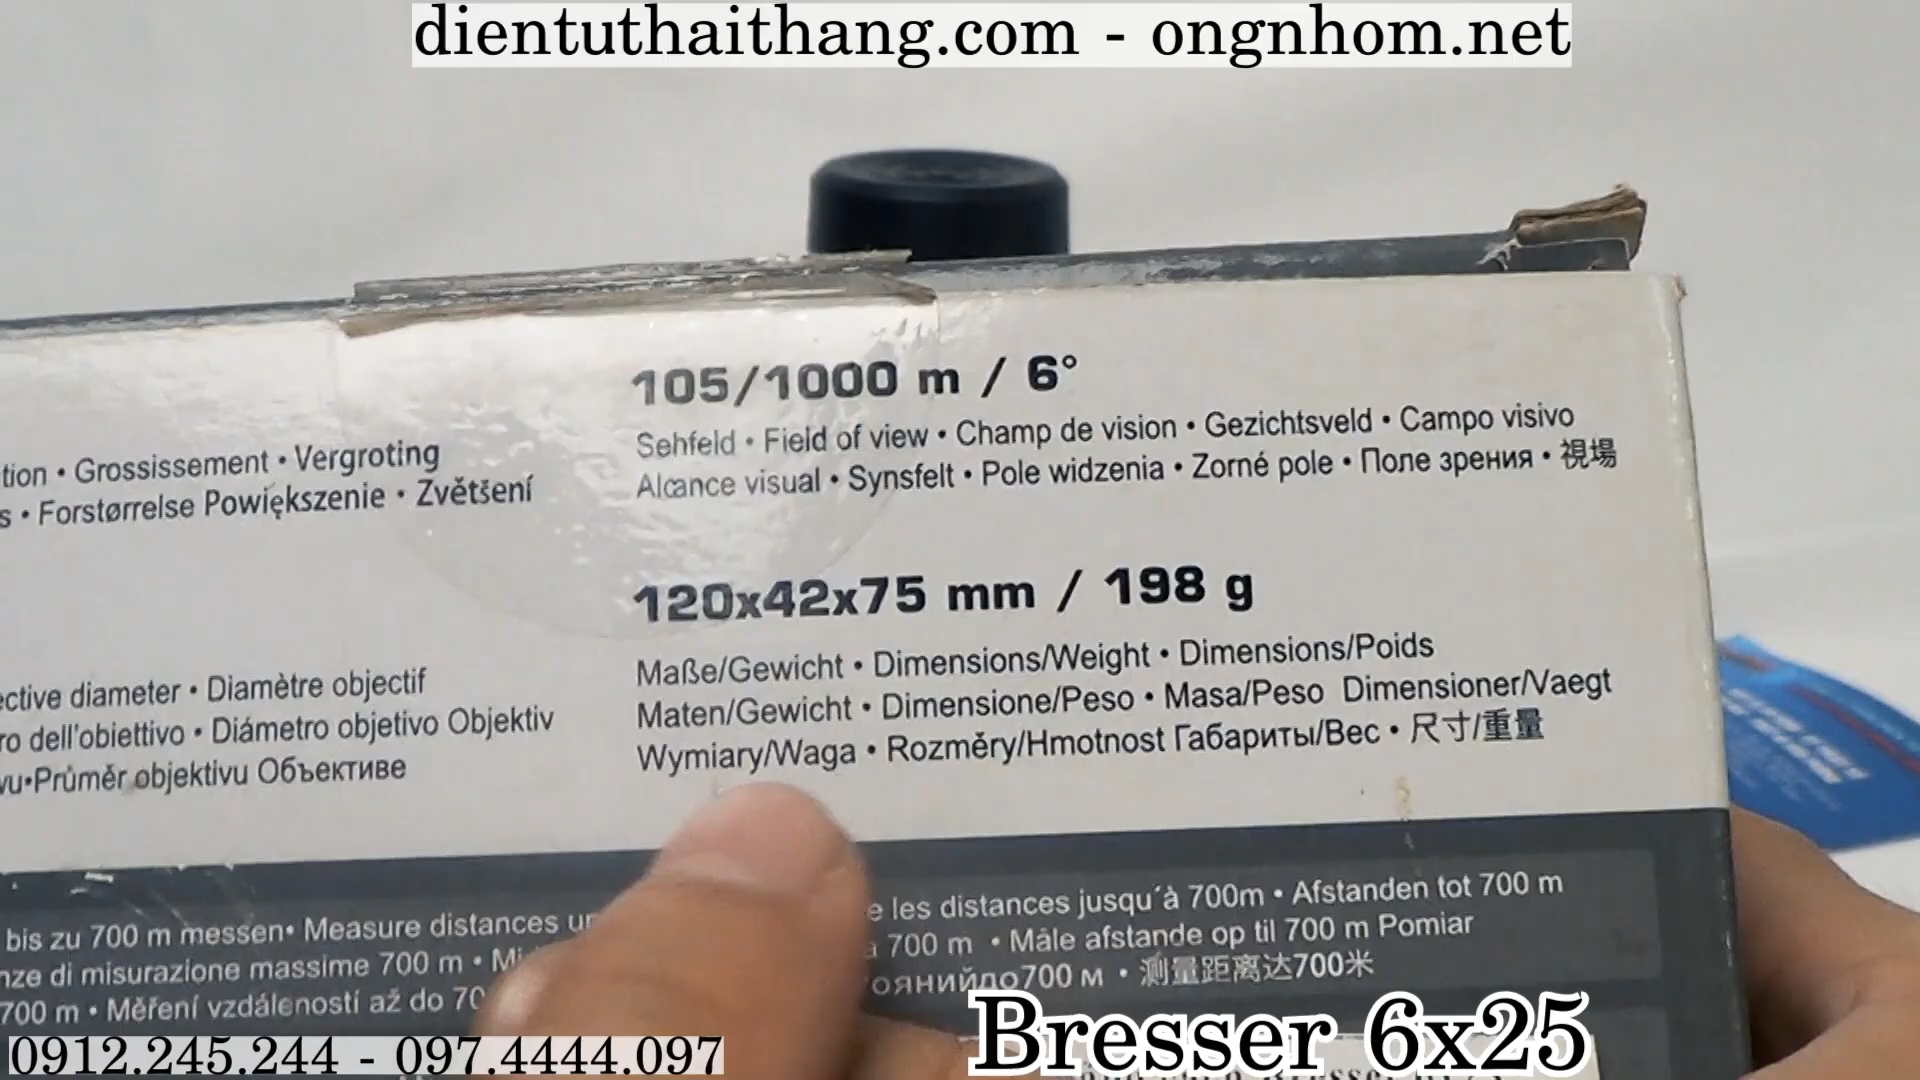 dientuthaithang.com - ongnhom.net
105/1000 m / 6°
Sehfeld • Field of view • Champ de vision • Gezichtsveld • Campo visivo
Alcance visual • Synsfelt • Pole widzenia • Zorné pole • Поле зрения • 視場
tion • Grossissement • Vergroting
s • Forstørrelse Powiększenie • Zvětšení
120x42x75 mm / 198 g
Maße/Gewicht • Dimensions/Weight • Dimensions/Poids
Maten/Gewicht • Dimensione/Peso • Masa/Peso Dimensioner/Vaegt
Wymiary/Waga • Rozměry/Hmotnost Габариты/Вес • 尺寸/重量
ective diameter • Diamètre objectif
ro dell'obiettivo • Diámetro objetivo Objektiv
vu•Průměr objektivu Объективе
bis zu 700 m messen• Measure distances up
nze di misurazione massime 700 m • Mi
700 m • Měření vzdáleností až do 70
e les distances jusqu´à 700m • Afstanden tot 700 m
a 700 m • Måle afstande op til 700 m Pomiar
ояниийдо700 м • 测量距离达700米
0912.245.244 - 097.4444.097
Bresser 6x25